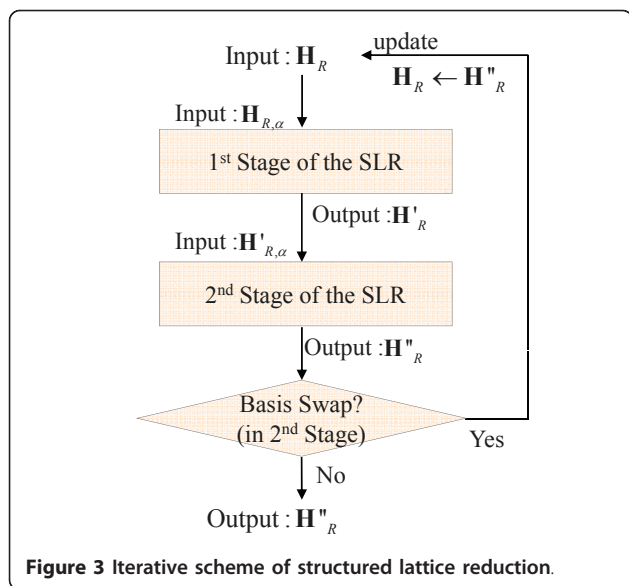 update
Input : H_R
H_R ← H"_R
Input : H_{R,α}
1st Stage of the SLR
Output : H'_R
Input : H'_{R,α}
2nd Stage of the SLR
Output : H"_R
Basis Swap?
(in 2nd Stage)
Yes
No
Output : H"_R
Figure 3 Iterative scheme of structured lattice reduction.